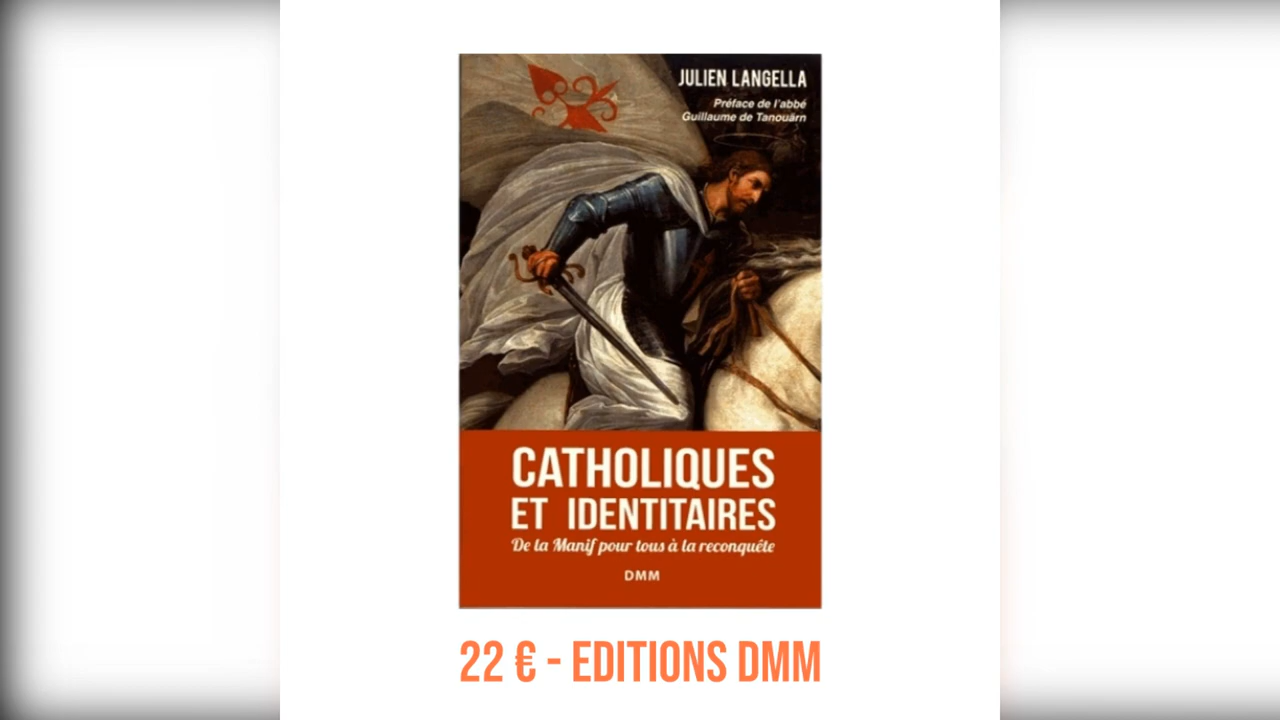 JULIEN LANGELLA
Préface de l'abbé
Guillaume de Tanoüarn
CATHOLIQUES
ET IDENTITAIRES
De la Manif pour tous à la reconquête
DMM
22 € - EDITIONS DMM